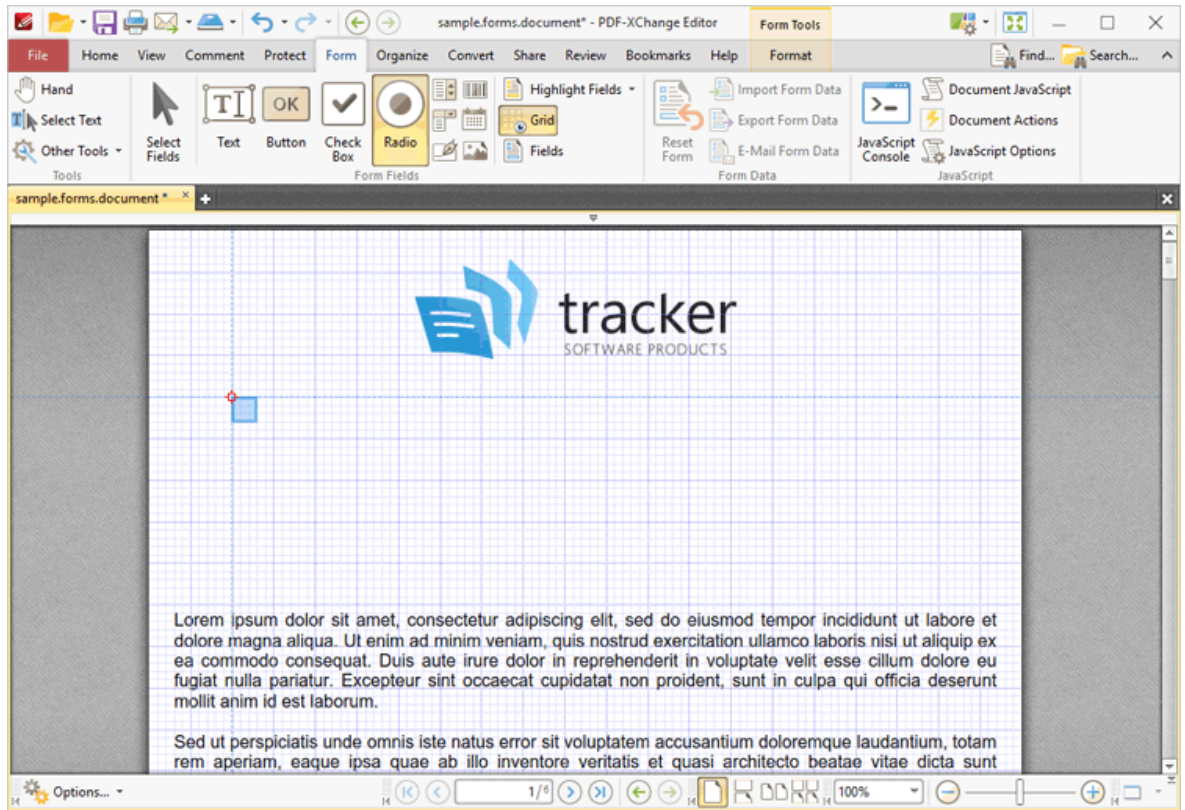 sample.forms.document* - PDF-XChange Editor
Form Tools
File Home View Comment Protect Form Organize Convert Share Review Bookmarks Help Format Find... Search...
Hand
Select Text
Other Tools
Tools
Select Fields
Text
Button
OK
Check Box
Radio
Highlight Fields
Grid
Fields
Form Fields
Reset Form
Import Form Data
Export Form Data
E-Mail Form Data
Form Data
JavaScript Console
Document JavaScript
Document Actions
JavaScript Options
JavaScript
sample.forms.document *
tracker
SOFTWARE PRODUCTS
Lorem ipsum dolor sit amet, consectetur adipiscing elit, sed do eiusmod tempor incididunt ut labore et
dolore magna aliqua. Ut enim ad minim veniam, quis nostrud exercitation ullamco laboris nisi ut aliquip ex
ea commodo consequat. Duis aute irure dolor in reprehenderit in voluptate velit esse cillum dolore eu
fugiat nulla pariatur. Excepteur sint occaecat cupidatat non proident, sunt in culpa qui officia deserunt
mollit anim id est laborum.
Sed ut perspiciatis unde omnis iste natus error sit voluptatem accusantium doloremque laudantium, totam
rem aperiam, eaque ipsa quae ab illo inventore veritatis et quasi architecto beatae vitae dicta sunt
Options...
1/6
100%